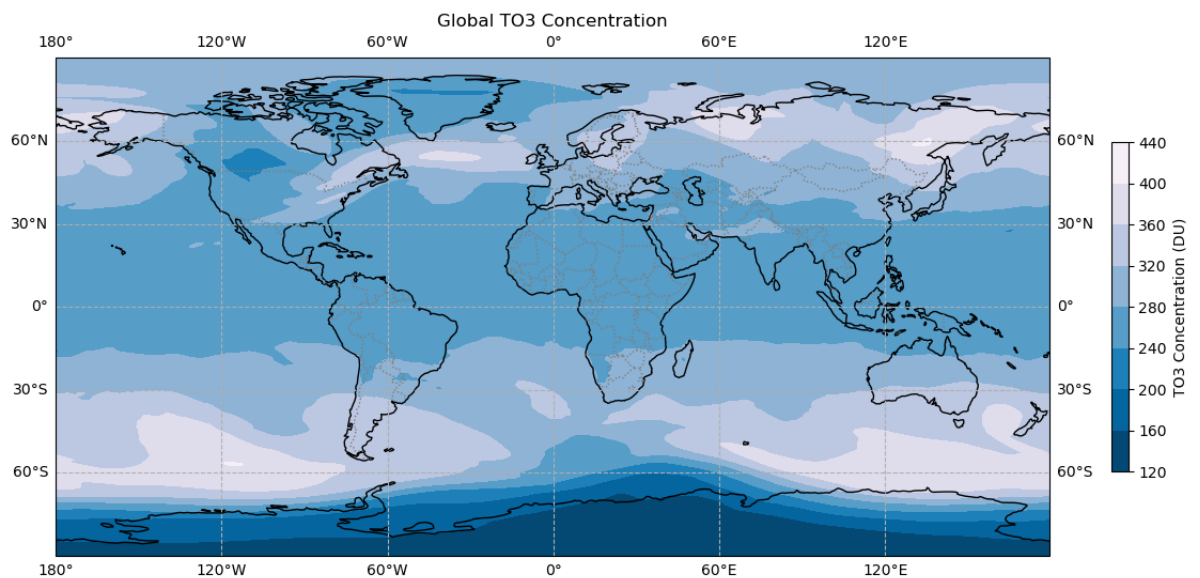 Global TO3 Concentration
180° 120°W 60°W 0° 60°E 120°E
60°N 60°N
30°N 30°N
0° 0°
30°S 30°S
60°S 60°S
180° 120°W 60°W 0° 60°E 120°E
440
400
360
320
280
240
200
160
120
TO3 Concentration (DU)